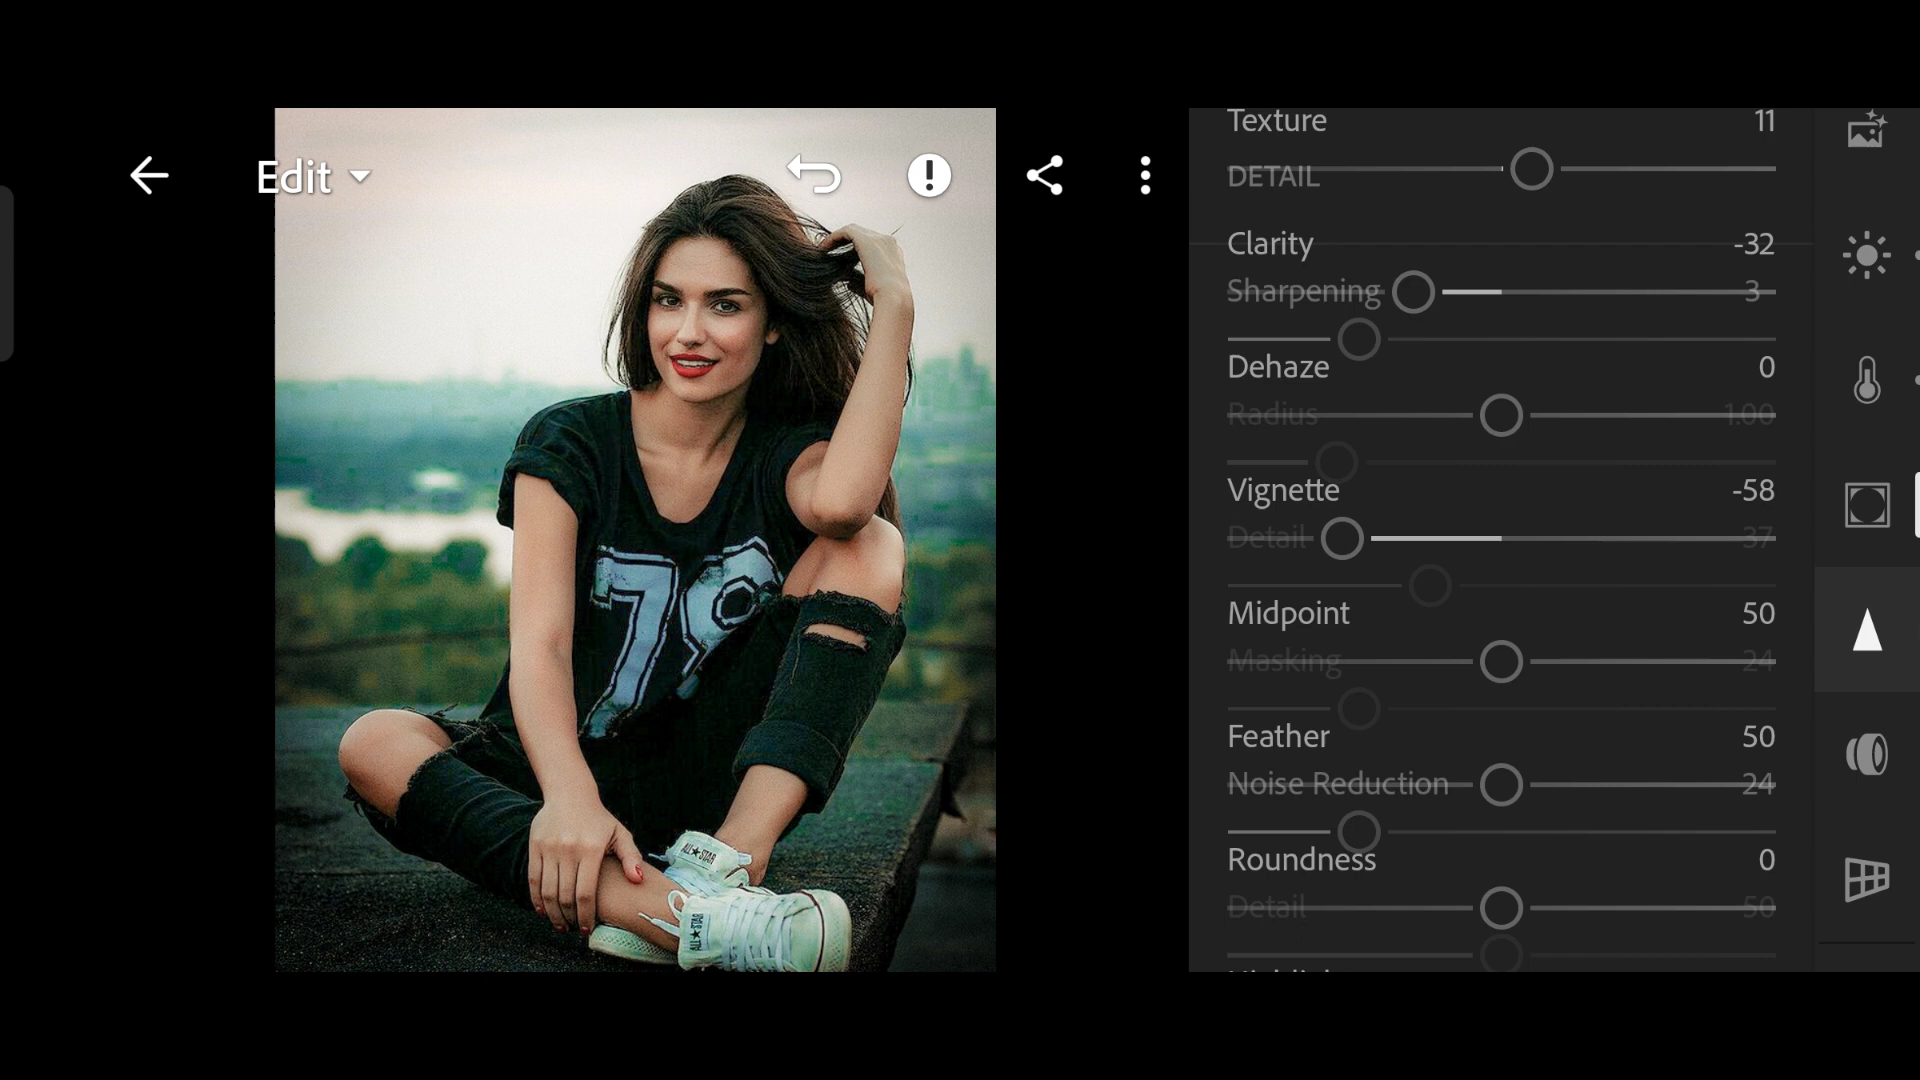 Edit
Texture 11
DETAIL
Clarity -32
Sharpening 3
Dehaze 0
Radius 1.00
Vignette -58
Detail 37
Midpoint 50
Masking 24
Feather 50
Noise Reduction 24
Roundness 0
Detail 50
79
ALL★STAR
ALL★STAR